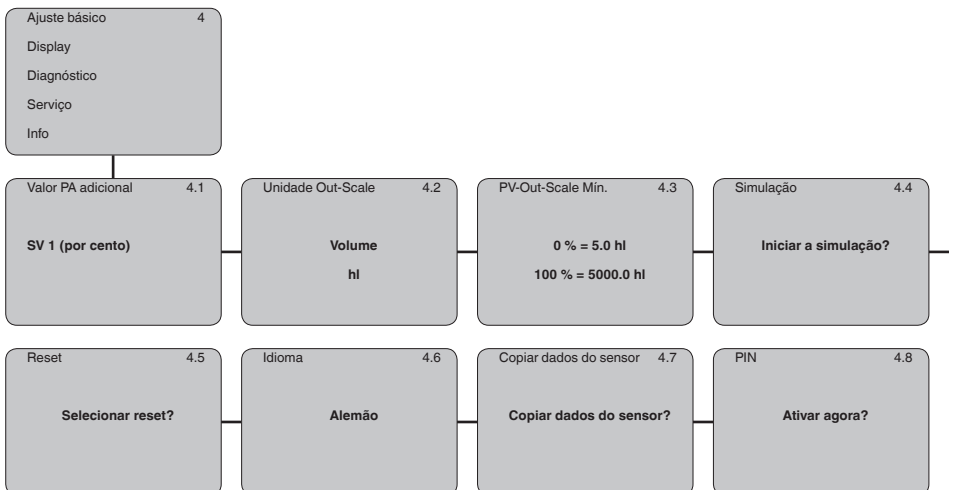 Ajuste básico 4
Display
Diagnóstico
Serviço
Info
Valor PA adicional 4.1
SV 1 (por cento)
Unidade Out-Scale 4.2
Volume
hl
PV-Out-Scale Mín. 4.3
0 % = 5.0 hl
100 % = 5000.0 hl
Simulação 4.4
Iniciar a simulação?
Reset 4.5
Selecionar reset?
Idioma 4.6
Alemão
Copiar dados do sensor 4.7
Copiar dados do sensor?
PIN 4.8
Ativar agora?